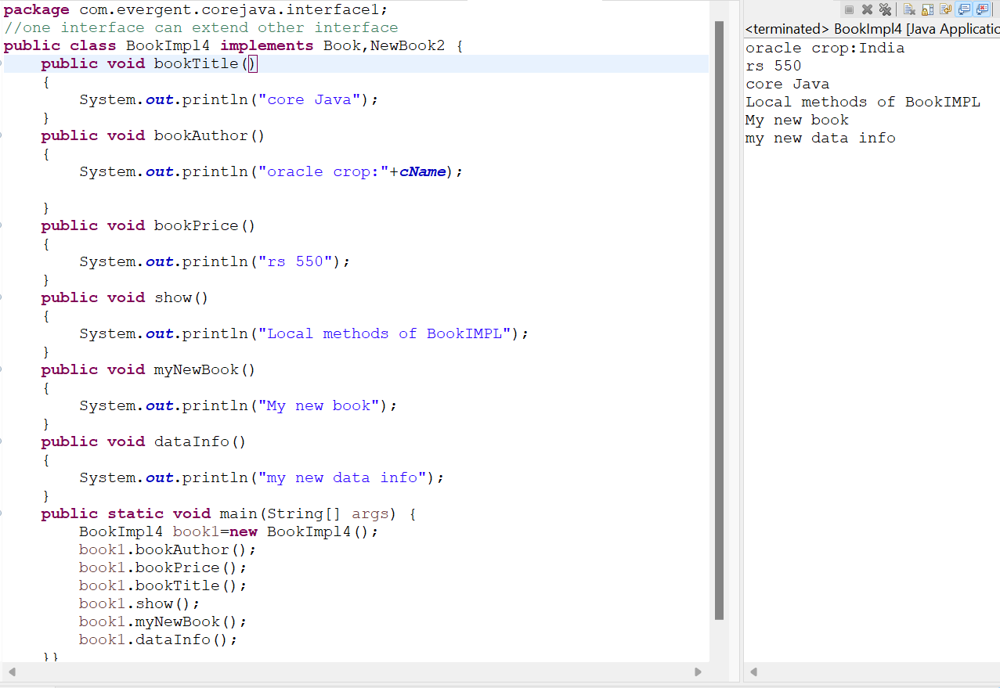 package com.evergent.corejava.interface1;
//one interface can extend other interface
public class BookImpl4 implements Book,NewBook2 {
    public void bookTitle()
    {
        System.out.println("core Java");
    }
    public void bookAuthor()
    {
        System.out.println("oracle crop:"+cName);

    }
    public void bookPrice()
    {
        System.out.println("rs 550");
    }
    public void show()
    {
        System.out.println("Local methods of BookIMPL");
    }
    public void myNewBook()
    {
        System.out.println("My new book");
    }
    public void dataInfo()
    {
        System.out.println("my new data info");
    }
    public static void main(String[] args) {
        BookImpl4 book1=new BookImpl4();
        book1.bookAuthor();
        book1.bookPrice();
        book1.bookTitle();
        book1.show();
        book1.myNewBook();
        book1.dataInfo();
    }}
<terminated> BookImpl4 [Java Applicatio
oracle crop:India
rs 550
core Java
Local methods of BookIMPL
My new book
my new data info